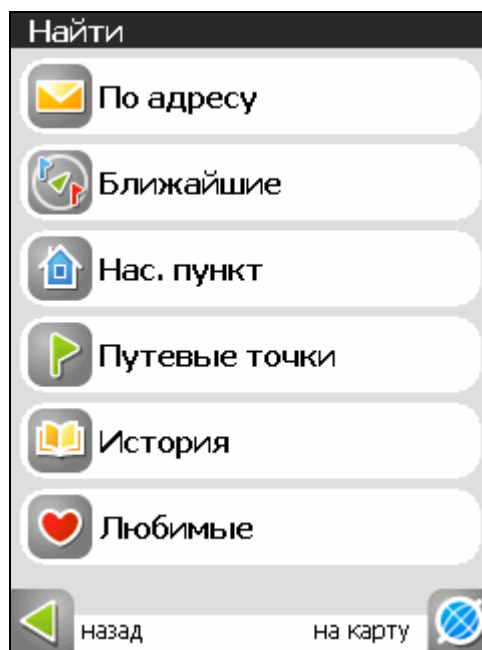 Найти
По адресу
Ближайшие
Нас. пункт
Путевые точки
История
Любимые
назад
на карту